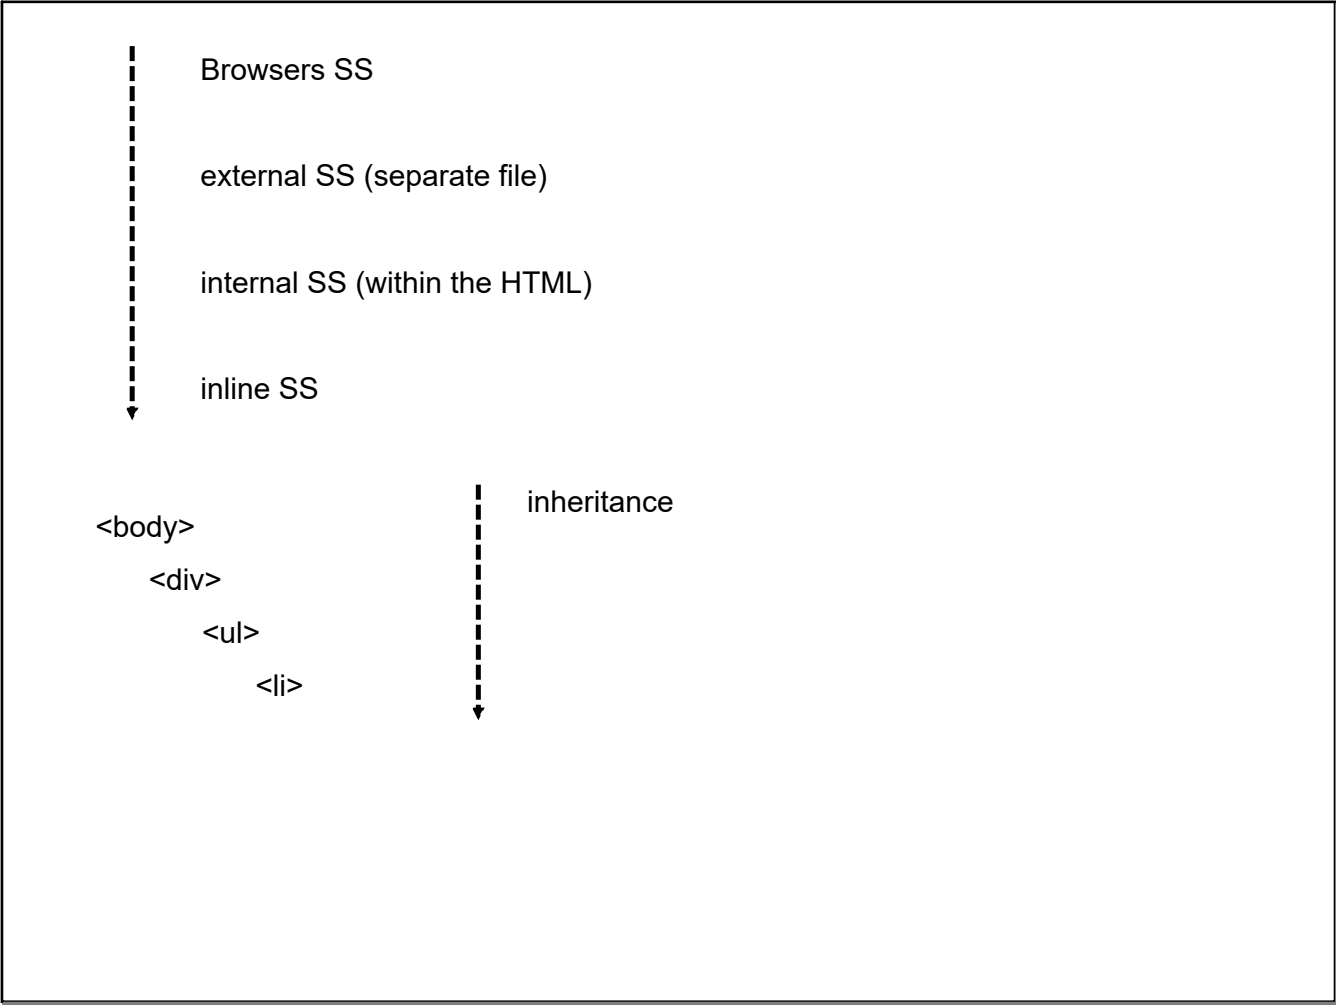 Browsers SS
external SS (separate file)
internal SS (within the HTML)
inline SS
inheritance
<body>
<div>
<ul>
<li>